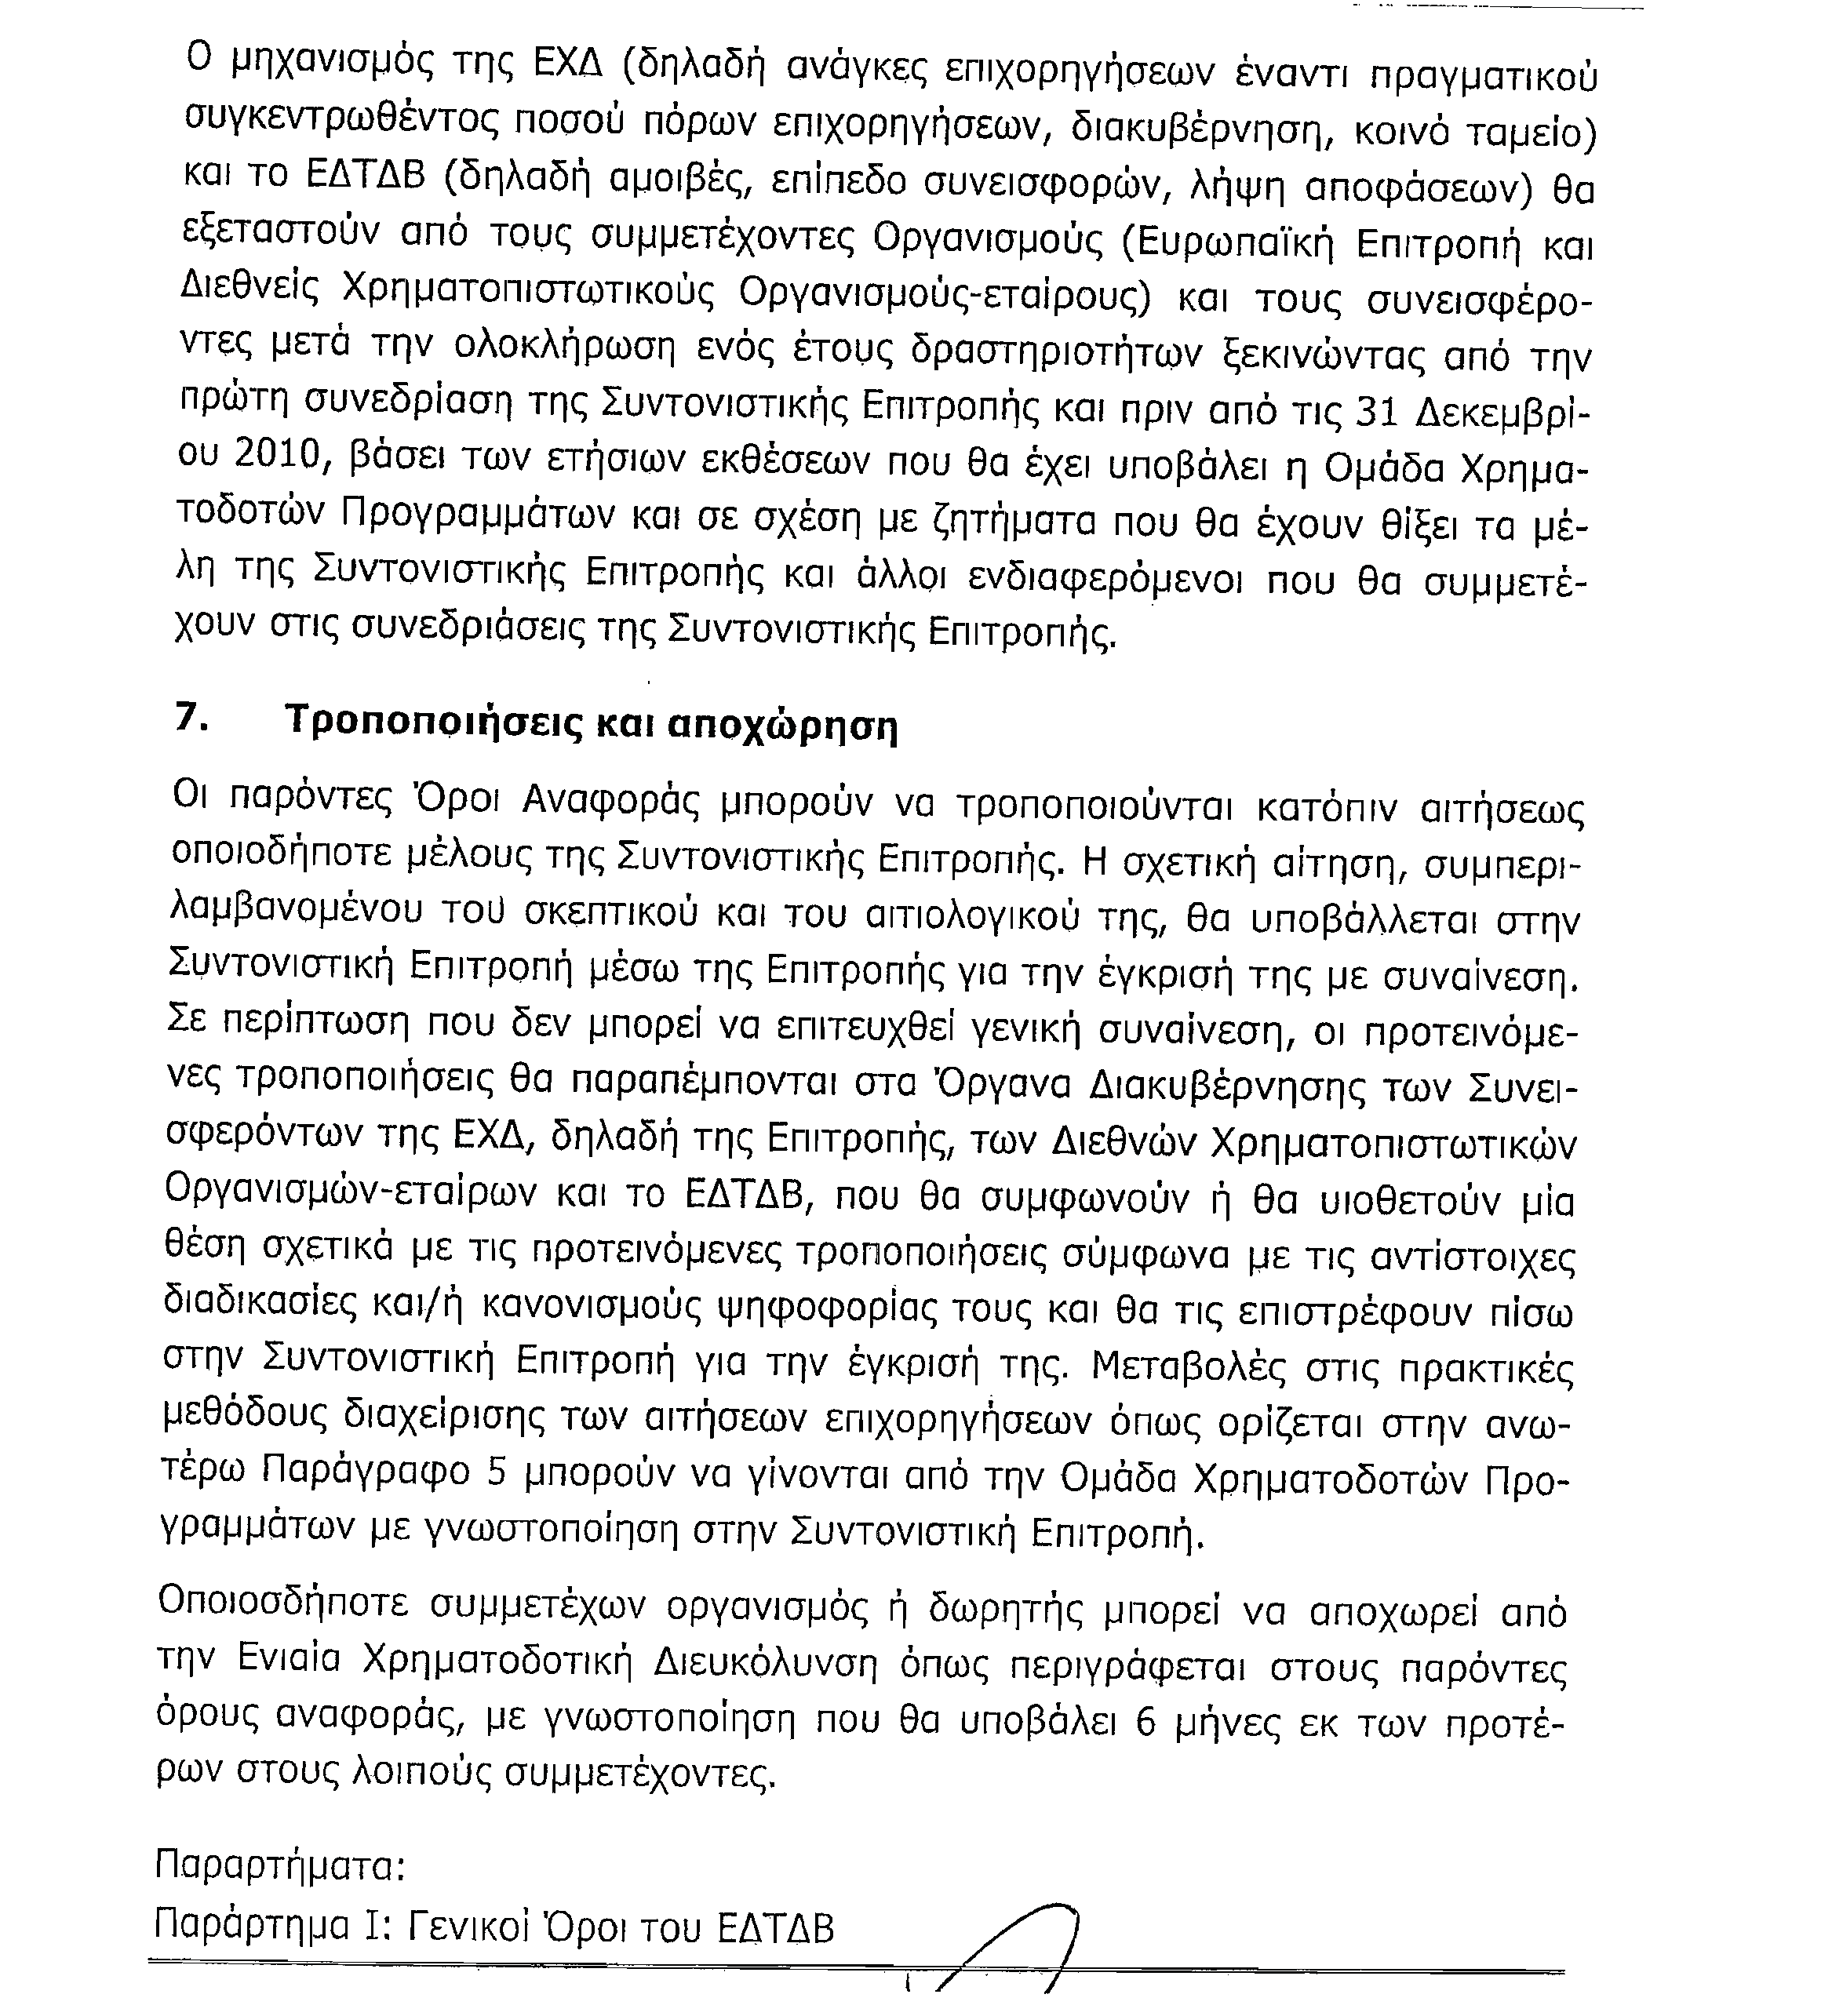 Ο μηχανισμός της ΕΧΔ (δηλαδή ανάγκες επιχορηγήσεων έναντι πραγματικού
συγκεντρωθέντος ποσού πόρων επιχορηγήσεων, διακυβέρνηση, κοινό ταμείο)
και το ΕΔΤΔΒ (δηλαδή αμοιβές, επίπεδο συνεισφορών, λήψη αποφάσεων) θα
εξεταστούν από τους συμμετέχοντες Οργανισμούς (Ευρωπαϊκή Επιτροπή και
Διεθνείς Χρηματοπιστωτικούς Οργανισμούς-εταίρους) και τους συνεισφέρο-
ντες μετά την ολοκλήρωση ενός έτους δραστηριοτήτων ξεκινώντας από την
πρώτη συνεδρίαση της Συντονιστικής Επιτροπής και πριν από τις 31 Δεκεμβρί-
ου 2010, βάσει των ετήσιων εκθέσεων που θα έχει υποβάλει η Ομάδα Χρημα-
τοδοτών Προγραμμάτων και σε σχέση με ζητήματα που θα έχουν θίξει τα μέ-
λη της Συντονιστικής Επιτροπής και άλλοι ενδιαφερόμενοι που θα συμμετέ-
χουν στις συνεδριάσεις της Συντονιστικής Επιτροπής.
7. Τροποποιήσεις και αποχώρηση
Οι παρόντες Όροι Αναφοράς μπορούν να τροποποιούνται κατόπιν αιτήσεως
οποιοδήποτε μέλους της Συντονιστικής Επιτροπής. Η σχετική αίτηση, συμπερι-
λαμβανομένου του σκεπτικού και του αιτιολογικού της, θα υποβάλλεται στην
Συντονιστική Επιτροπή μέσω της Επιτροπής για την έγκρισή της με συναίνεση.
Σε περίπτωση που δεν μπορεί να επιτευχθεί γενική συναίνεση, οι προτεινόμε-
νες τροποποιήσεις θα παραπέμπονται στα Όργανα Διακυβέρνησης των Συνει-
σφερόντων της ΕΧΔ, δηλαδή της Επιτροπής, των Διεθνών Χρηματοπιστωτικών
Οργανισμών-εταίρων και το ΕΔΤΔΒ, που θα συμφωνούν ή θα υιοθετούν μία
θέση σχετικά με τις προτεινόμενες τροποποιήσεις σύμφωνα με τις αντίστοιχες
διαδικασίες και/ή κανονισμούς ψηφοφορίας τους και θα τις επιστρέφουν πίσω
στην Συντονιστική Επιτροπή για την έγκρισή της. Μεταβολές στις πρακτικές
μεθόδους διαχείρισης των αιτήσεων επιχορηγήσεων όπως ορίζεται στην ανω-
τέρω Παράγραφο 5 μπορούν να γίνονται από την Ομάδα Χρηματοδοτών Προ-
γραμμάτων με γνωστοποίηση στην Συντονιστική Επιτροπή.
Οποιοσδήποτε συμμετέχων οργανισμός ή δωρητής μπορεί να αποχωρεί από
την Ενιαία Χρηματοδοτική Διευκόλυνση όπως περιγράφεται στους παρόντες
όρους αναφοράς, με γνωστοποίηση που θα υποβάλει 6 μήνες εκ των προτέ-
ρων στους λοιπούς συμμετέχοντες.
Παραρτήματα:
Παράρτημα Ι: Γενικοί Όροι του ΕΔΤΔΒ